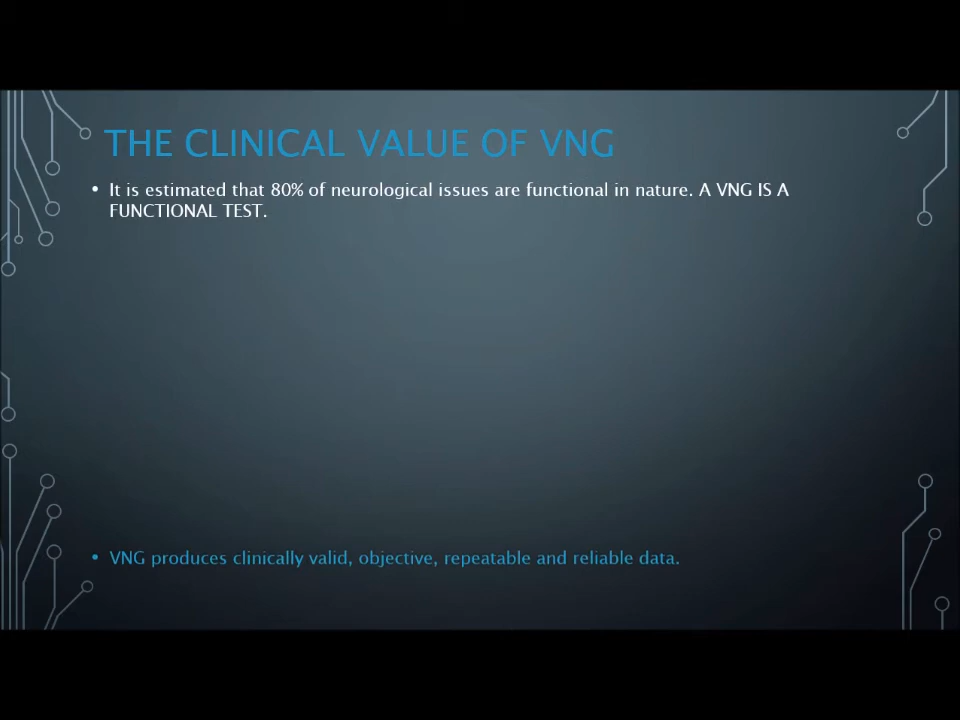 THE CLINICAL VALUE OF VNG
• It is estimated that 80% of neurological issues are functional in nature. A VNG IS A
FUNCTIONAL TEST.
• VNG produces clinically valid, objective, repeatable and reliable data.